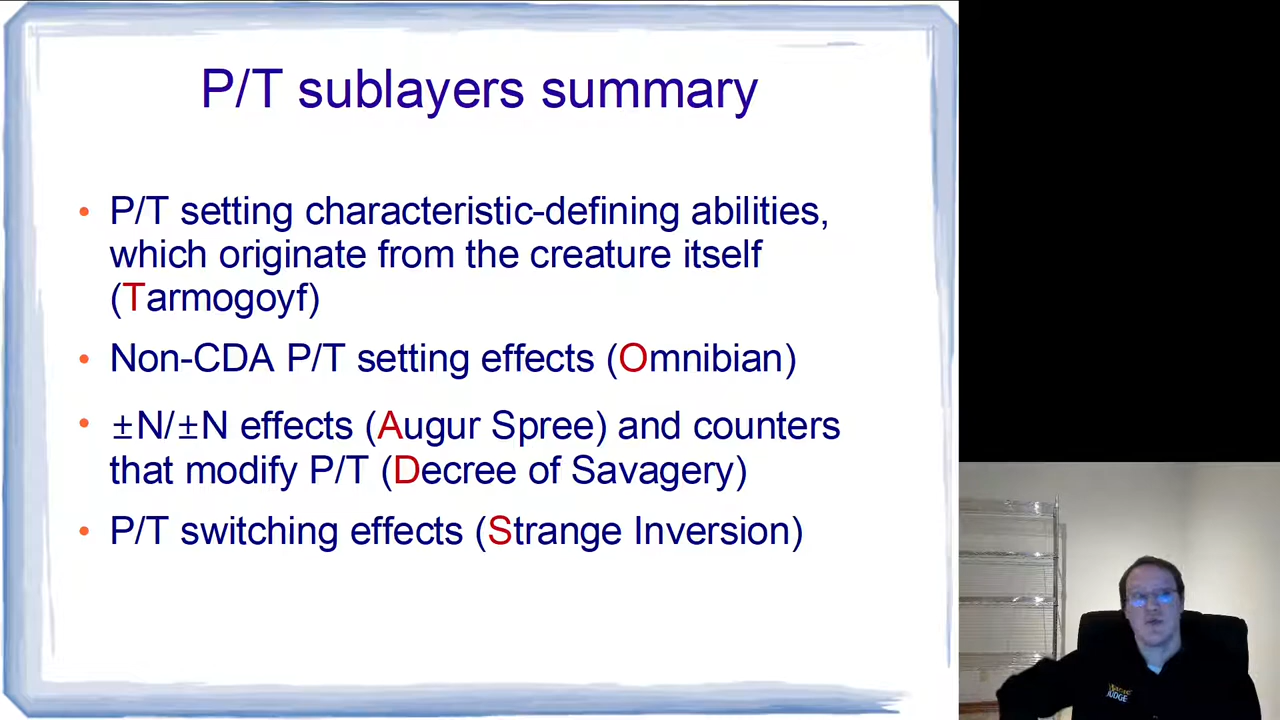 P/T sublayers summary
• P/T setting characteristic-defining abilities,
which originate from the creature itself
(Tarmogoyf)
• Non-CDA P/T setting effects (Omnibian)
• ±N/±N effects (Augur Spree) and counters
that modify P/T (Decree of Savagery)
• P/T switching effects (Strange Inversion)
JUDGE